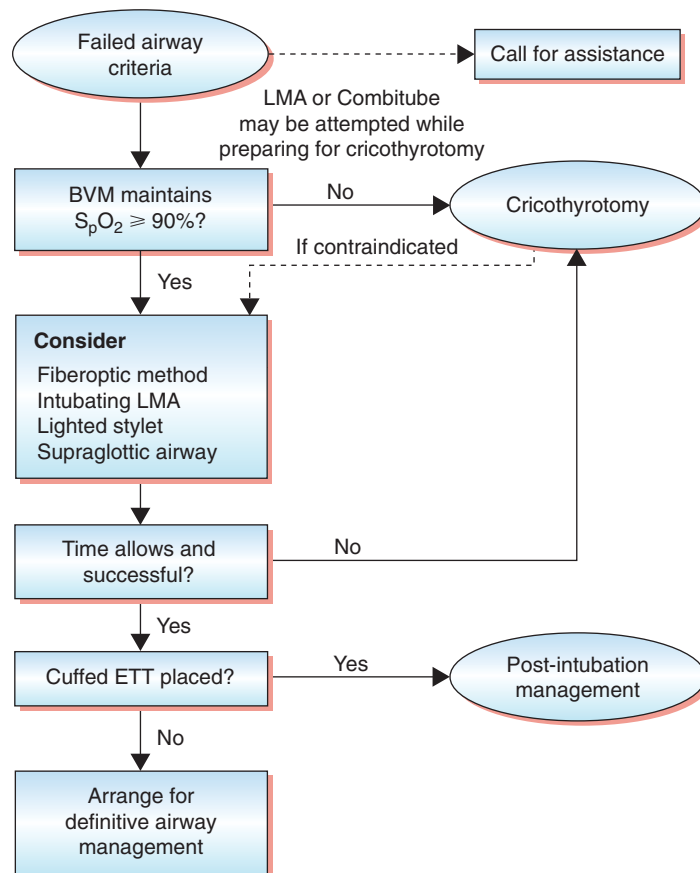 Failed airway
criteria
Call for assistance
LMA or Combitube
may be attempted while
preparing for cricothyrotomy
BVM maintains
SpO2 ⩾ 90%?
No
Cricothyrotomy
If contraindicated
Yes
Consider
Fiberoptic method
Intubating LMA
Lighted stylet
Supraglottic airway
Time allows and
successful?
No
Yes
Cuffed ETT placed?
Yes
Post-intubation
management
No
Arrange for
definitive airway
management